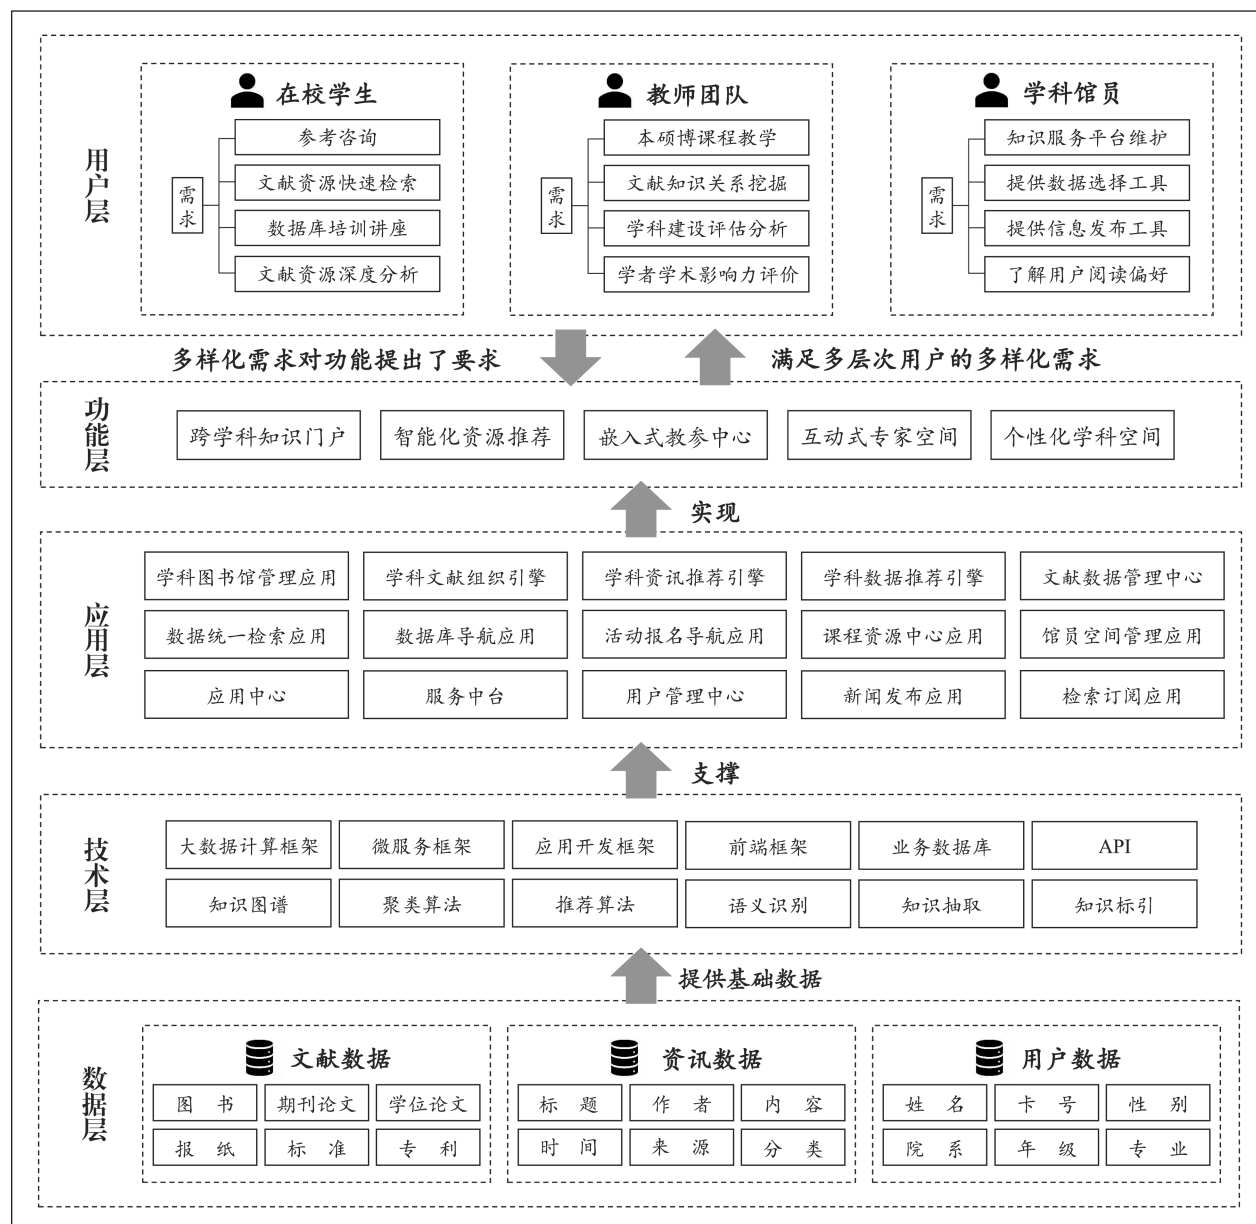 用户层
在校学生
需求
参考咨询
文献资源快速检索
数据库培训讲座
文献资源深度分析
教师团队
需求
本硕博课程教学
文献知识关系挖掘
学科建设评估分析
学者学术影响力评价
学科馆员
需求
知识服务平台维护
提供数据选择工具
提供信息发布工具
了解用户阅读偏好
多样化需求对功能提出了要求
满足多层次用户的多样化需求
功能层
跨学科知识门户
智能化资源推荐
嵌入式教参中心
互动式专家空间
个性化学科空间
实现
应用层
学科图书馆管理应用
学科文献组织引擎
学科资讯推荐引擎
学科数据推荐引擎
文献数据管理中心
数据统一检索应用
数据库导航应用
活动报名导航应用
课程资源中心应用
馆员空间管理应用
应用中心
服务中台
用户管理中心
新闻发布应用
检索订阅应用
支撑
技术层
大数据计算框架
微服务框架
应用开发框架
前端框架
业务数据库
API
知识图谱
聚类算法
推荐算法
语义识别
知识抽取
知识标引
提供基础数据
数据层
文献数据
图 书
期刊论文
学位论文
报 纸
标 准
专 利
资讯数据
标 题
作 者
内 容
时 间
来 源
分 类
用户数据
姓 名
卡 号
性 别
院 系
年 级
专 业